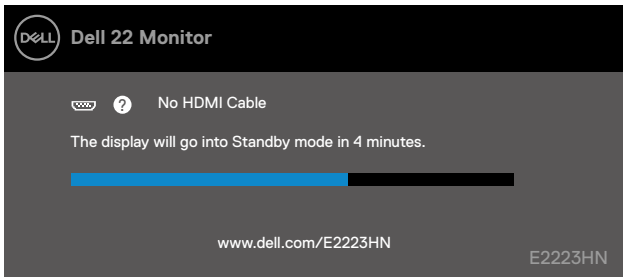 DELL Dell 22 Monitor
? No HDMI Cable
The display will go into Standby mode in 4 minutes.
www.dell.com/E2223HN
E2223HN